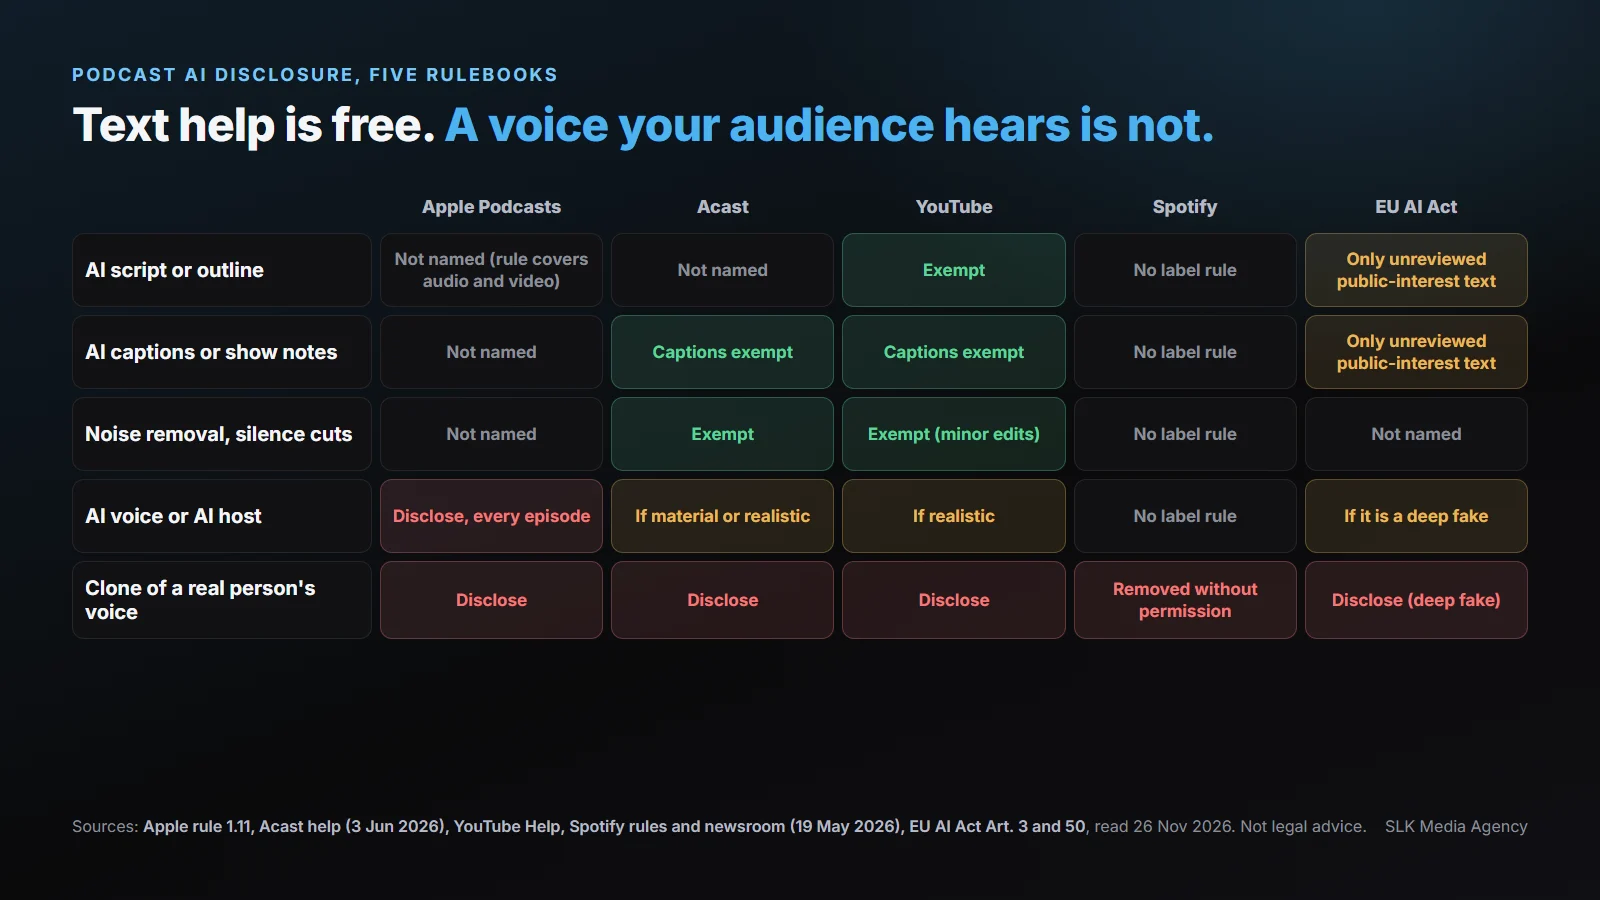 PODCAST AI DISCLOSURE, FIVE RULEBOOKS
Text help is free. A voice your audience hears is not.
Apple Podcasts
Acast
YouTube
Spotify
EU AI Act
AI script or outline
Not named (rule covers
audio and video)
Not named
Exempt
No label rule
Only unreviewed
public-interest text
AI captions or show notes
Not named
Captions exempt
Captions exempt
No label rule
Only unreviewed
public-interest text
Noise removal, silence cuts
Not named
Exempt
Exempt (minor edits)
No label rule
Not named
AI voice or AI host
Disclose, every episode
If material or realistic
If realistic
No label rule
If it is a deep fake
Clone of a real person's
voice
Disclose
Disclose
Disclose
Removed without
permission
Disclose (deep fake)
Sources: Apple rule 1.11, Acast help (3 Jun 2026), YouTube Help, Spotify rules and newsroom (19 May 2026), EU AI Act Art. 3 and 50, read 26 Nov 2026. Not legal advice.
SLK Media Agency